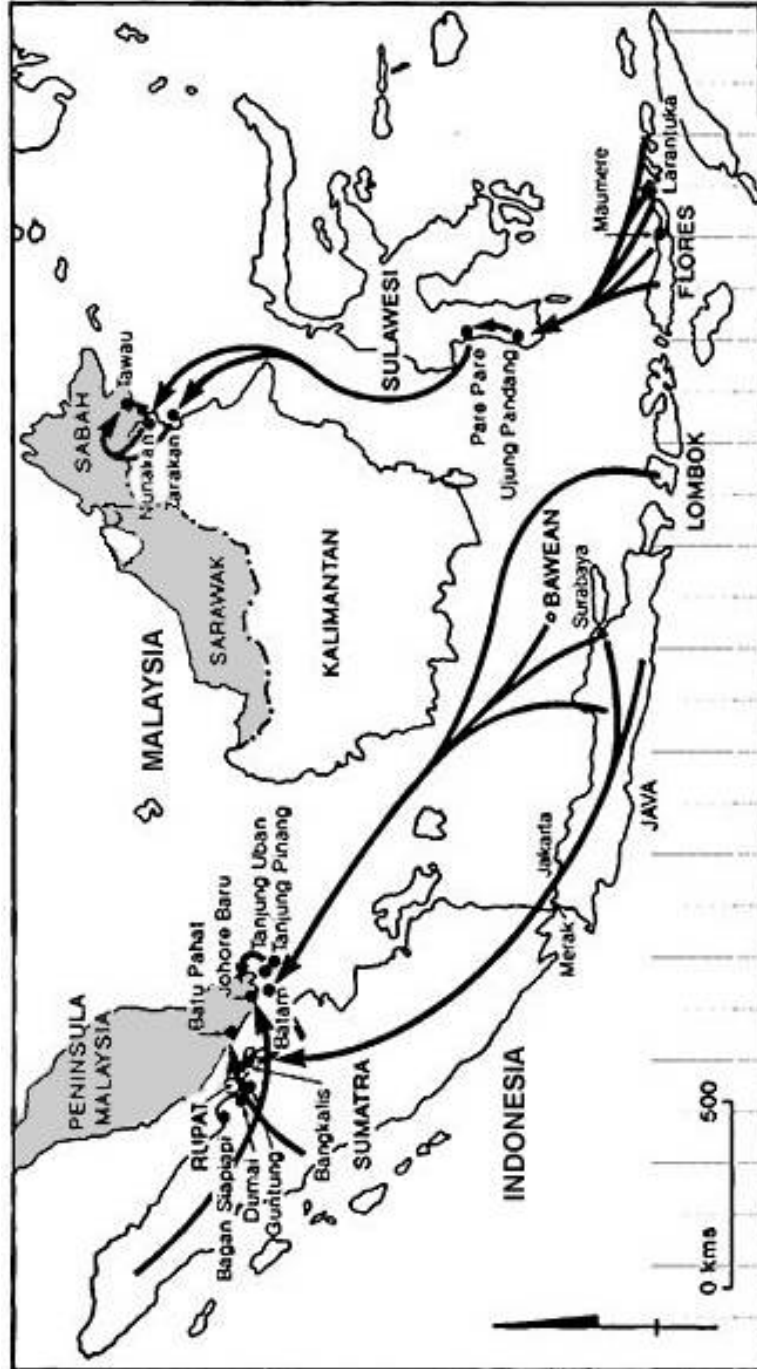 PENINSULA
MALAYSIA
Batu Pahat
Johore Baru
Tanjung Uban
Tanjung Pinang
Batam
RUPAT
Bagan Siapiapi
Dumai
Guntung
Bangkalis
SUMATRA
INDONESIA
MALAYSIA
SARAWAK
SABAH
Tawau
Nunakan
Tarakan
KALIMANTAN
SULAWESI
Pare Pare
Ujung Pandang
Maumere
Larantuka
FLORES
LOMBOK
BAWEAN
Surabaya
JAVA
Jakarta
Merak
0 kms 500